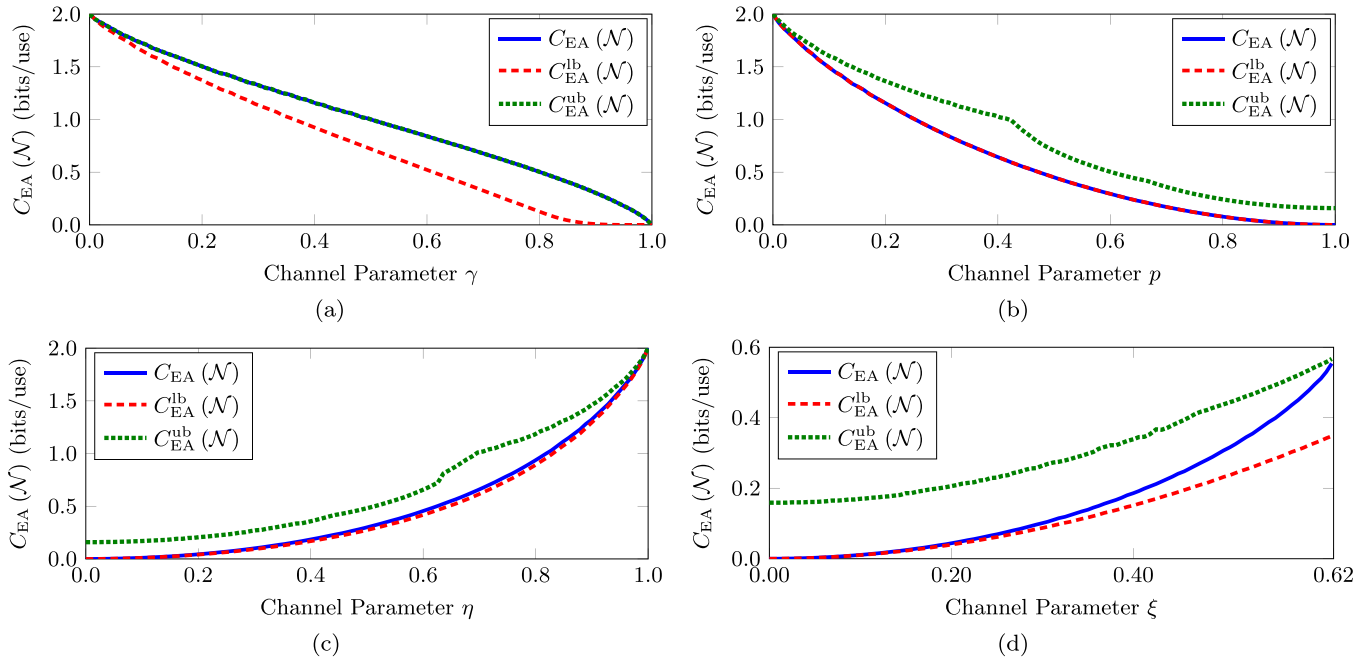 C_EA (N) (bits/use)
2.0
1.5
1.0
0.5
0.0
0.0 0.2 0.4 0.6 0.8 1.0
Channel Parameter γ
C_EA (N)
C_EA^lb (N)
C_EA^ub (N)
(a)
C_EA (N) (bits/use)
2.0
1.5
1.0
0.5
0.0
0.0 0.2 0.4 0.6 0.8 1.0
Channel Parameter p
C_EA (N)
C_EA^lb (N)
C_EA^ub (N)
(b)
C_EA (N) (bits/use)
2.0
1.5
1.0
0.5
0.0
0.0 0.2 0.4 0.6 0.8 1.0
Channel Parameter η
C_EA (N)
C_EA^lb (N)
C_EA^ub (N)
(c)
C_EA (N) (bits/use)
0.6
0.4
0.2
0.0
0.00 0.20 0.40 0.62
Channel Parameter ξ
C_EA (N)
C_EA^lb (N)
C_EA^ub (N)
(d)